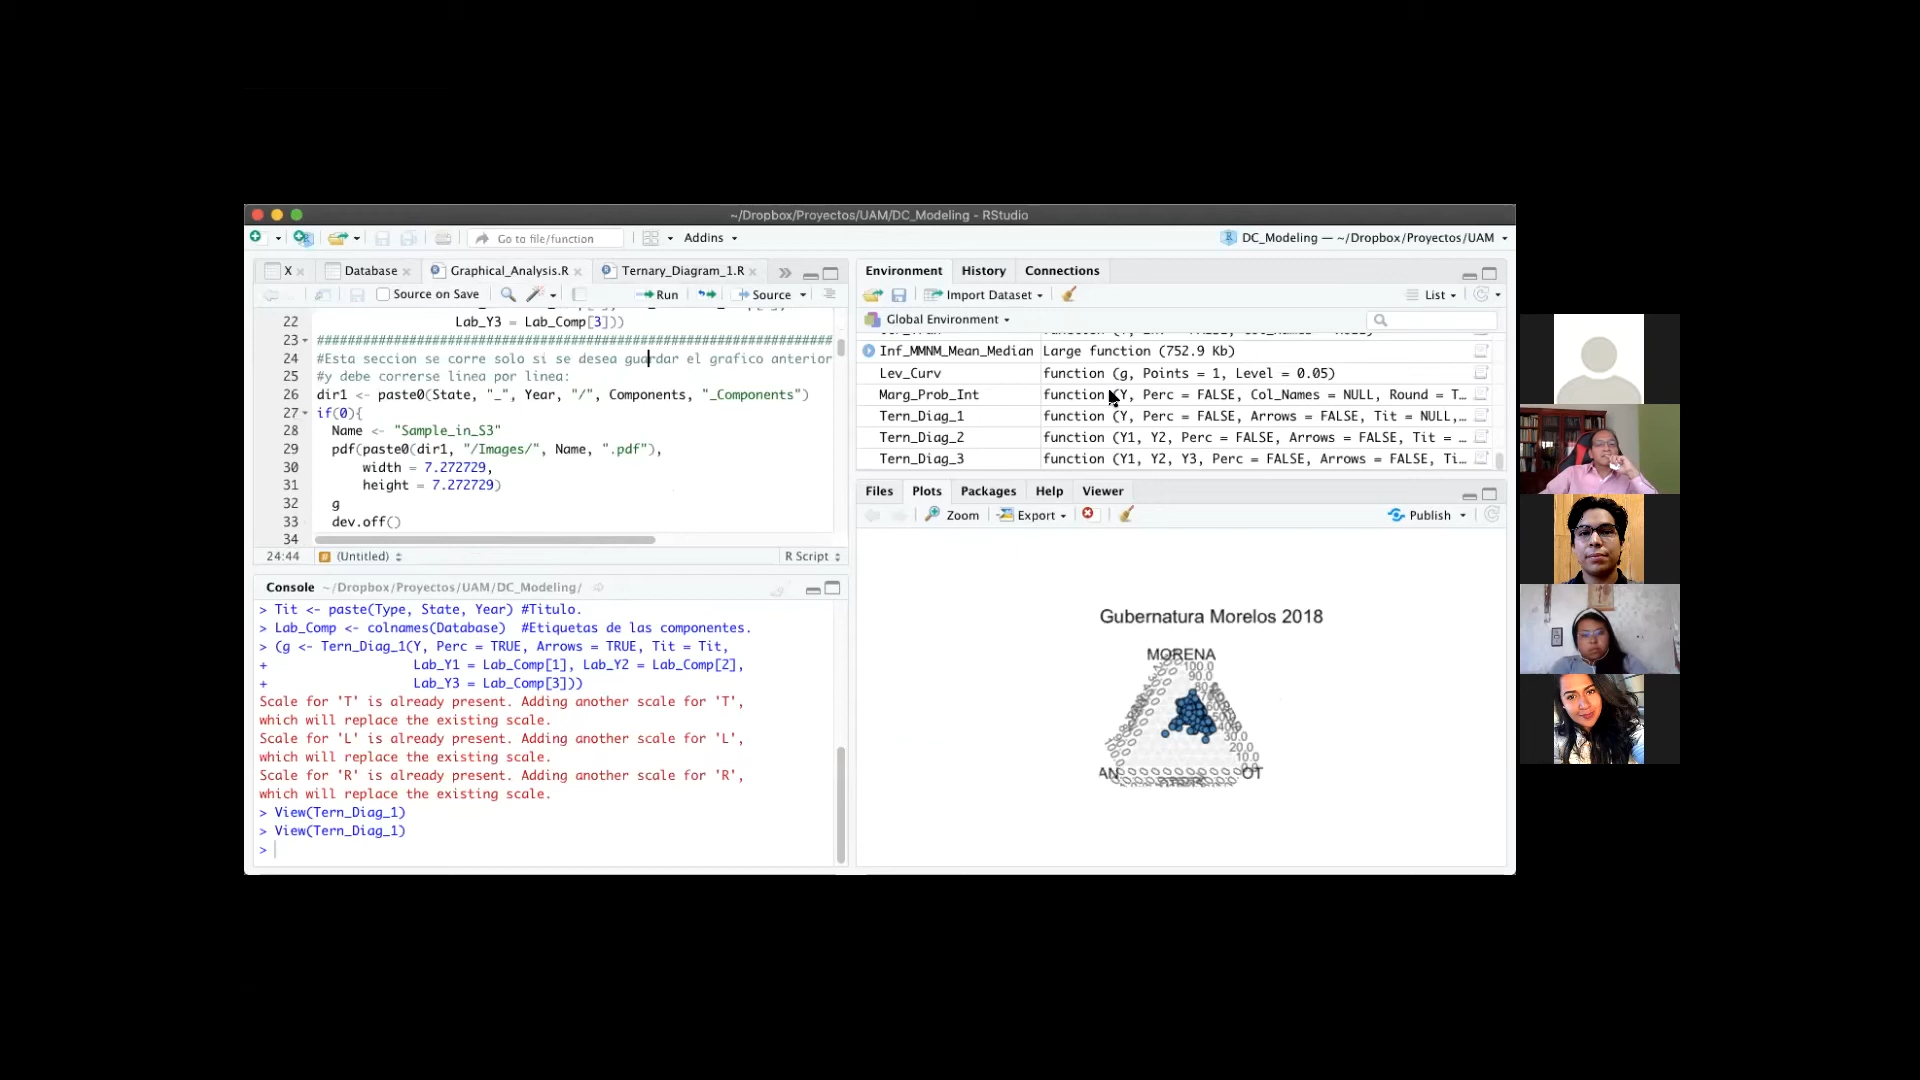 ~/Dropbox/Proyectos/UAM/DC_Modeling - RStudio
Go to file/function
Addins
DC_Modeling — ~/Dropbox/Proyectos/UAM
X
Database
Graphical_Analysis.R
Ternary_Diagram_1.R
Source on Save
Run
Source
22 Lab_Y3 = Lab_Comp[3]))
23 ###################################################################
24 #Esta seccion se corre solo si se desea guardar el grafico anterior
25 #y debe correrse linea por linea:
26 dir1 <- paste0(State, "_", Year, "/", Components, "_Components")
27 if(0){
28 Name <- "Sample_in_S3"
29 pdf(paste0(dir1, "/Images/", Name, ".pdf"),
30 width = 7.272729,
31 height = 7.272729)
32 g
33 dev.off()
34
24:44
(Untitled)
R Script
Console ~/Dropbox/Proyectos/UAM/DC_Modeling/
> Tit <- paste(Type, State, Year) #Titulo.
> Lab_Comp <- colnames(Database) #Etiquetas de las componentes.
> (g <- Tern_Diag_1(Y, Perc = TRUE, Arrows = TRUE, Tit = Tit,
+ Lab_Y1 = Lab_Comp[1], Lab_Y2 = Lab_Comp[2],
+ Lab_Y3 = Lab_Comp[3]))
Scale for 'T' is already present. Adding another scale for 'T',
which will replace the existing scale.
Scale for 'L' is already present. Adding another scale for 'L',
which will replace the existing scale.
Scale for 'R' is already present. Adding another scale for 'R',
which will replace the existing scale.
> View(Tern_Diag_1)
> View(Tern_Diag_1)
>
Environment
History
Connections
Import Dataset
List
Global Environment
Inf_MMNM_Mean_Median Large function (752.9 Kb)
Lev_Curv function (g, Points = 1, Level = 0.05)
Marg_Prob_Int function (Y, Perc = FALSE, Col_Names = NULL, Round = T…
Tern_Diag_1 function (Y, Perc = FALSE, Arrows = FALSE, Tit = NULL,…
Tern_Diag_2 function (Y1, Y2, Perc = FALSE, Arrows = FALSE, Tit = …
Tern_Diag_3 function (Y1, Y2, Y3, Perc = FALSE, Arrows = FALSE, Ti…
Files
Plots
Packages
Help
Viewer
Zoom
Export
Publish
Gubernatura Morelos 2018
MORENA
100.0
90.0
30.0
20.0
10.0
AN
OT